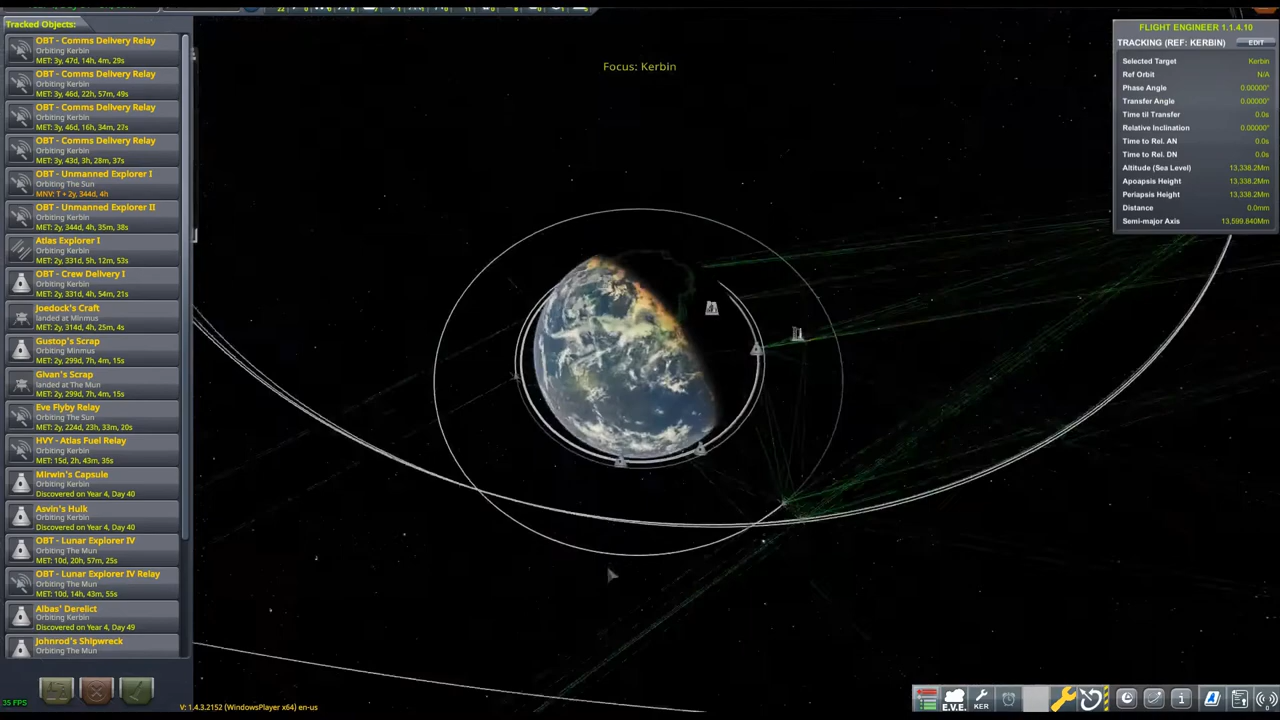 Tracked Objects:
OBT - Comms Delivery Relay
Orbiting Kerbin
MET: 3y, 47d, 14h, 4m, 29s
OBT - Comms Delivery Relay
Orbiting Kerbin
MET: 3y, 46d, 22h, 57m, 49s
OBT - Comms Delivery Relay
Orbiting Kerbin
MET: 3y, 46d, 16h, 34m, 27s
OBT - Comms Delivery Relay
Orbiting Kerbin
MET: 3y, 43d, 3h, 28m, 37s
OBT - Unmanned Explorer I
Orbiting The Sun
MNV: T + 2y, 344d, 4h
OBT - Unmanned Explorer II
Orbiting Kerbin
MET: 2y, 344d, 4h, 35m, 38s
Atlas Explorer I
Orbiting Kerbin
MET: 2y, 331d, 5h, 12m, 53s
OBT - Crew Delivery I
Orbiting Kerbin
MET: 2y, 331d, 4h, 54m, 21s
Joedock's Craft
landed at Minmus
MET: 2y, 314d, 4h, 25m, 4s
Gustop's Scrap
Orbiting Minmus
MET: 2y, 299d, 7h, 4m, 15s
Givan's Scrap
landed at The Mun
MET: 2y, 299d, 7h, 4m, 15s
Eve Flyby Relay
Orbiting The Sun
MET: 2y, 224d, 23h, 33m, 20s
HVY - Atlas Fuel Relay
Orbiting Kerbin
MET: 15d, 2h, 43m, 35s
Mirwin's Capsule
Orbiting Kerbin
Discovered on Year 4, Day 40
Asvin's Hulk
Orbiting Kerbin
Discovered on Year 4, Day 40
OBT - Lunar Explorer IV
Orbiting The Mun
MET: 10d, 20h, 57m, 25s
OBT - Lunar Explorer IV Relay
Orbiting The Mun
MET: 10d, 14h, 43m, 55s
Albas' Derelict
Orbiting Kerbin
Discovered on Year 4, Day 49
Johnrod's Shipwreck
Orbiting The Mun
35 FPS
V: 1.4.3.2152 (WindowsPlayer x64) en-us
Focus: Kerbin
FLIGHT ENGINEER 1.1.4.10
TRACKING (REF: KERBIN) EDIT
Selected Target Kerbin
Ref Orbit N/A
Phase Angle 0.00000°
Transfer Angle 0.00000°
Time til Transfer 0.0s
Relative Inclination 0.00000°
Time to Rel. AN 0.0s
Time to Rel. DN 0.0s
Altitude (Sea Level) 13,338.2Mm
Apoapsis Height 13,338.2Mm
Periapsis Height 13,338.2Mm
Distance 0.0mm
Semi-major Axis 13,599.840Mm
E.V.E.
KER